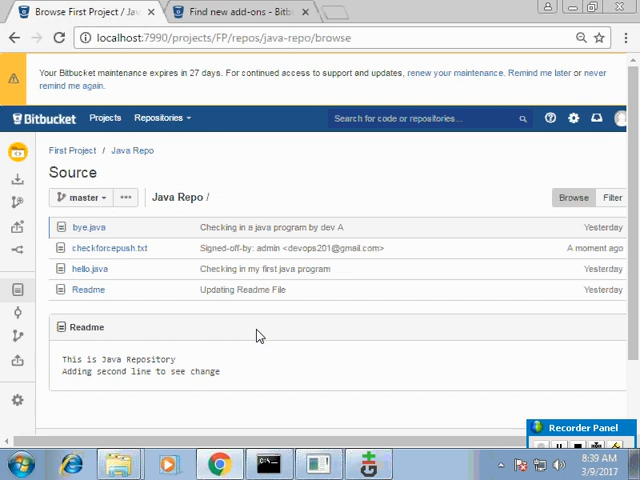 Browse First Project / Jav
Find new add-ons - Bitb
localhost:7990/projects/FP/repos/java-repo/browse
Your Bitbucket maintenance expires in 27 days. For continued access to support and updates, renew your maintenance. Remind me later or never
remind me again.
Bitbucket Projects Repositories Search for code or repositories...
First Project / Java Repo
Source
master Java Repo / Browse Filter
bye.java Checking in a java program by dev A Yesterday
checkforcepush.txt Signed-off-by: admin <devops201@gmail.com> A moment ago
hello.java Checking in my first java program Yesterday
Readme Updating Readme File Yesterday
Readme
This is Java Repository
Adding second line to see change
Recorder Panel
8:39 AM
3/9/2017